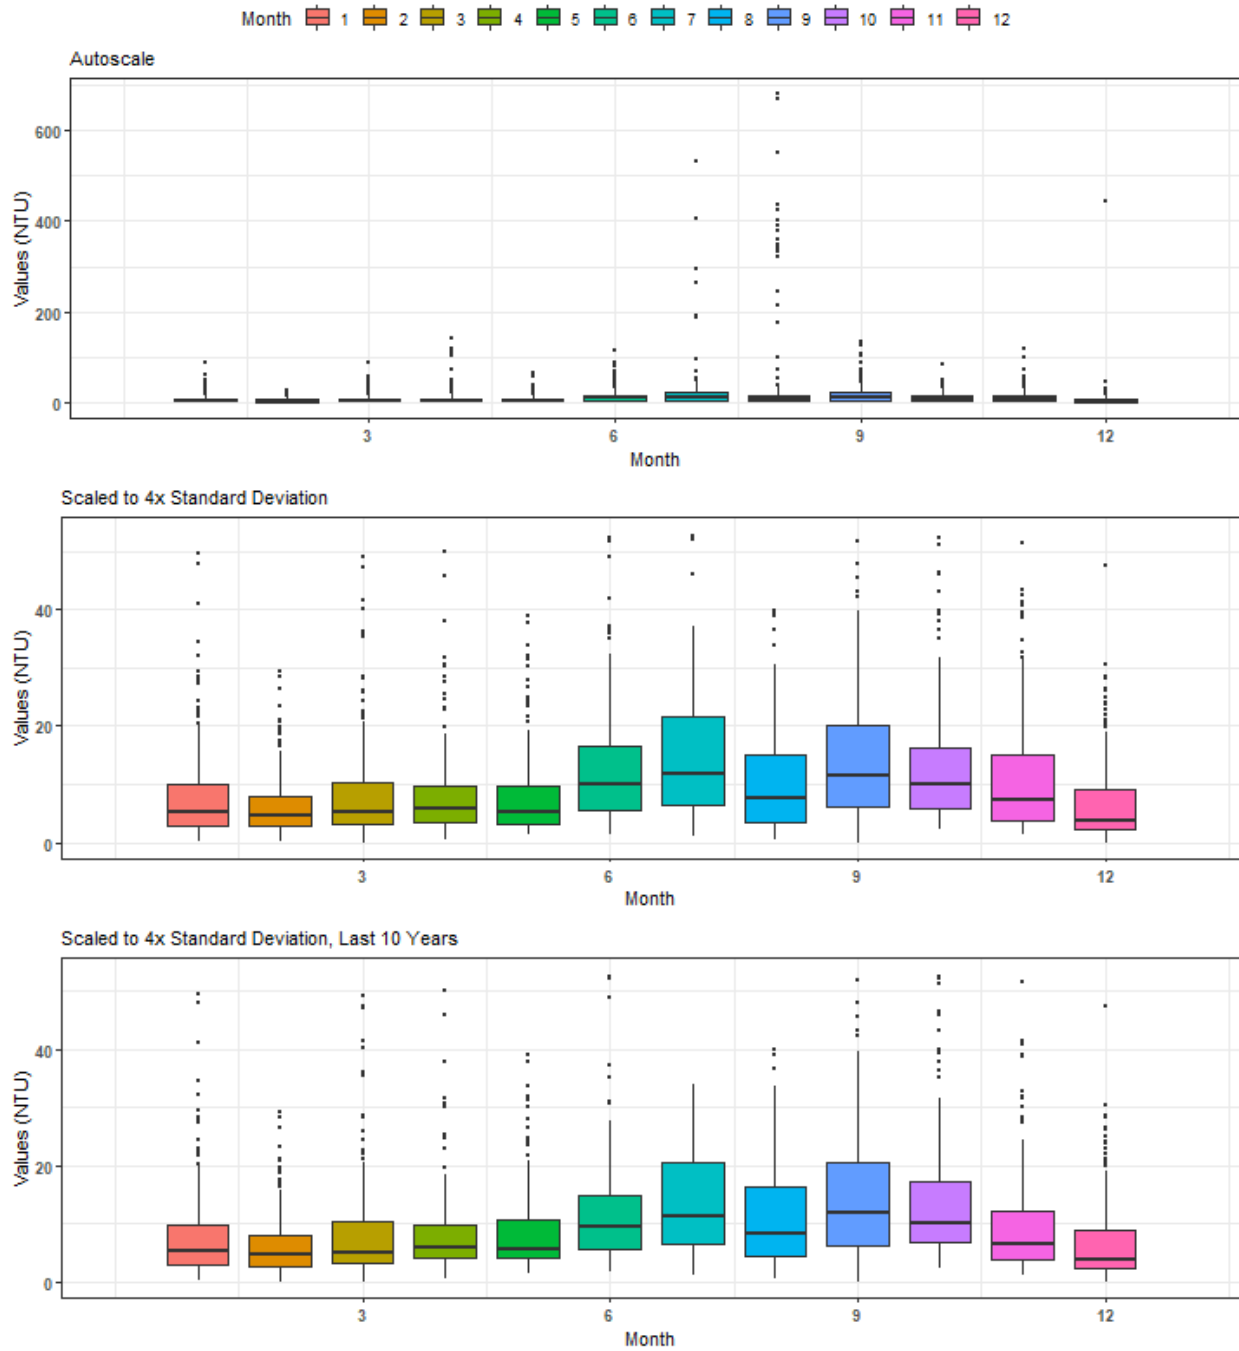 Month 1 2 3 4 5 6 7 8 9 10 11 12
Autoscale
Values (NTU)
600
400
200
0
3 6 9 12
Month
Scaled to 4x Standard Deviation
Values (NTU)
40
20
0
3 6 9 12
Month
Scaled to 4x Standard Deviation, Last 10 Years
Values (NTU)
40
20
0
3 6 9 12
Month